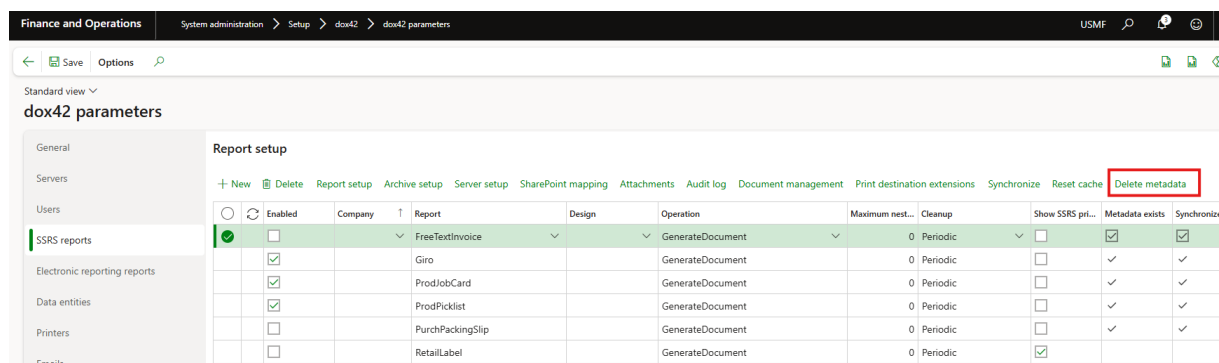 Finance and Operations System administration > Setup > dox42 > dox42 parameters USMF 3
Save Options
Standard view
dox42 parameters
General
Servers
Users
SSRS reports
Electronic reporting reports
Data entities
Printers
Report setup
+ New Delete Report setup Archive setup Server setup SharePoint mapping Attachments Audit log Document management Print destination extensions Synchronize Reset cache Delete metadata
Enabled Company ↑ Report Design Operation Maximum nest... Cleanup Show SSRS pri... Metadata exists Synchronize
FreeTextInvoice GenerateDocument 0 Periodic
Giro GenerateDocument 0 Periodic
ProdJobCard GenerateDocument 0 Periodic
ProdPicklist GenerateDocument 0 Periodic
PurchPackingSlip GenerateDocument 0 Periodic
RetailLabel GenerateDocument 0 Periodic